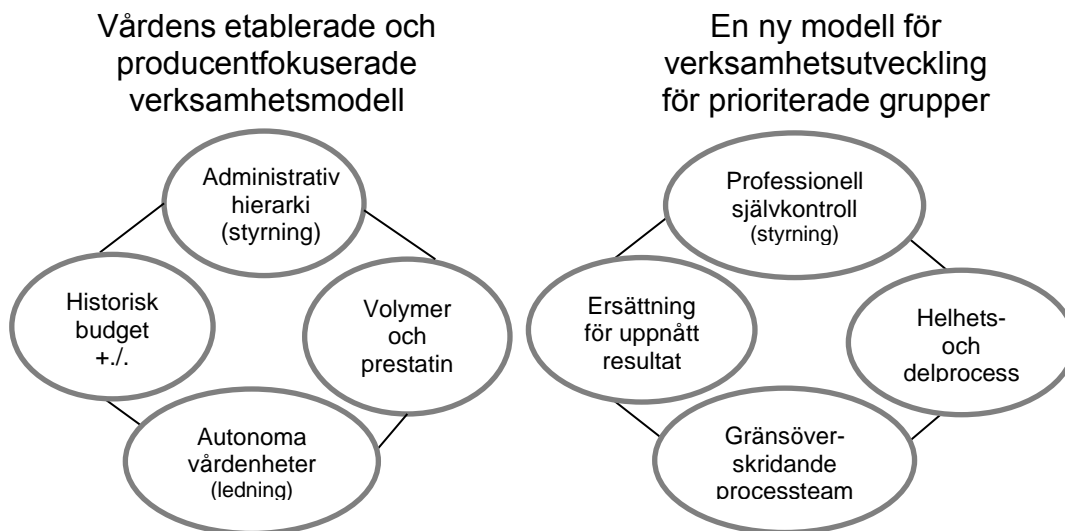 Vårdens etablerade och
producentfokuserade
verksamhetsmodell
Administrativ
hierarki
(styrning)
Historisk
budget
+./.
Volymer
och
prestatin
Autonoma
vårdenheter
(ledning)
En ny modell för
verksamhetsutveckling
för prioriterade grupper
Professionell
självkontroll
(styrning)
Ersättning
för uppnått
resultat
Helhets-
och
delprocess
Gränsöver-
skridande
processteam